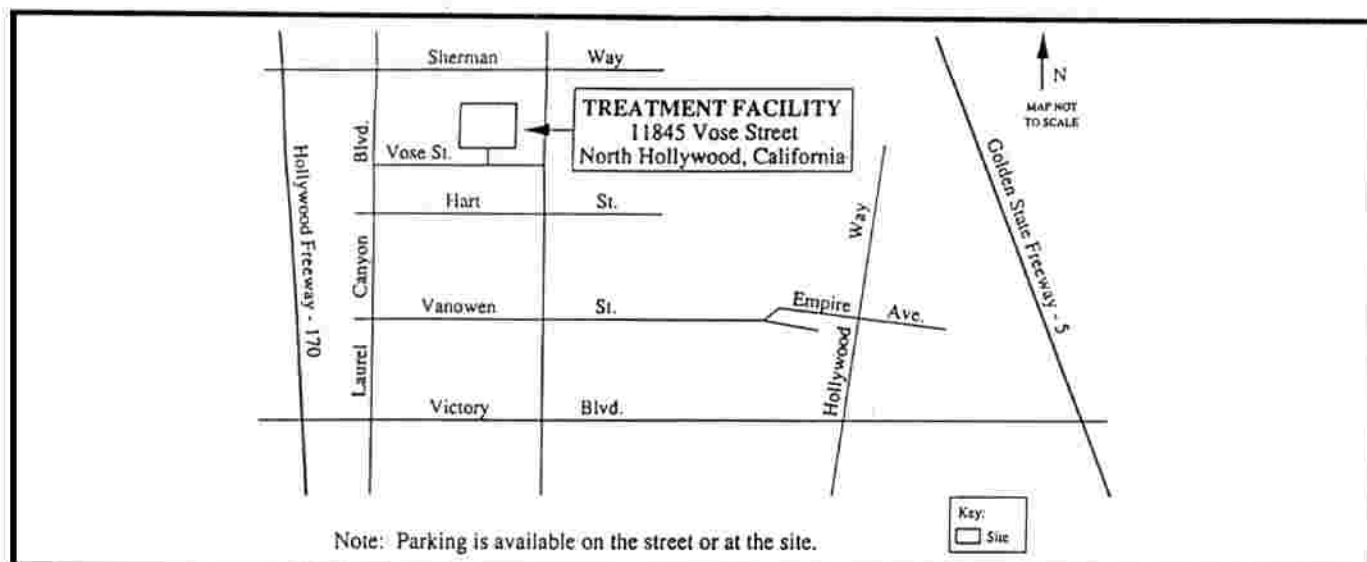 Sherman Way
N
MAP NOT
TO SCALE
TREATMENT FACILITY
11845 Vose Street
North Hollywood, California
Vose St.
Hart St.
Hollywood Freeway - 170
Laurel Canyon Blvd.
Golden State Freeway - 5
Hollywood Way
Empire Ave.
Vanowen St.
Victory Blvd.
Key:
Site
Note: Parking is available on the street or at the site.